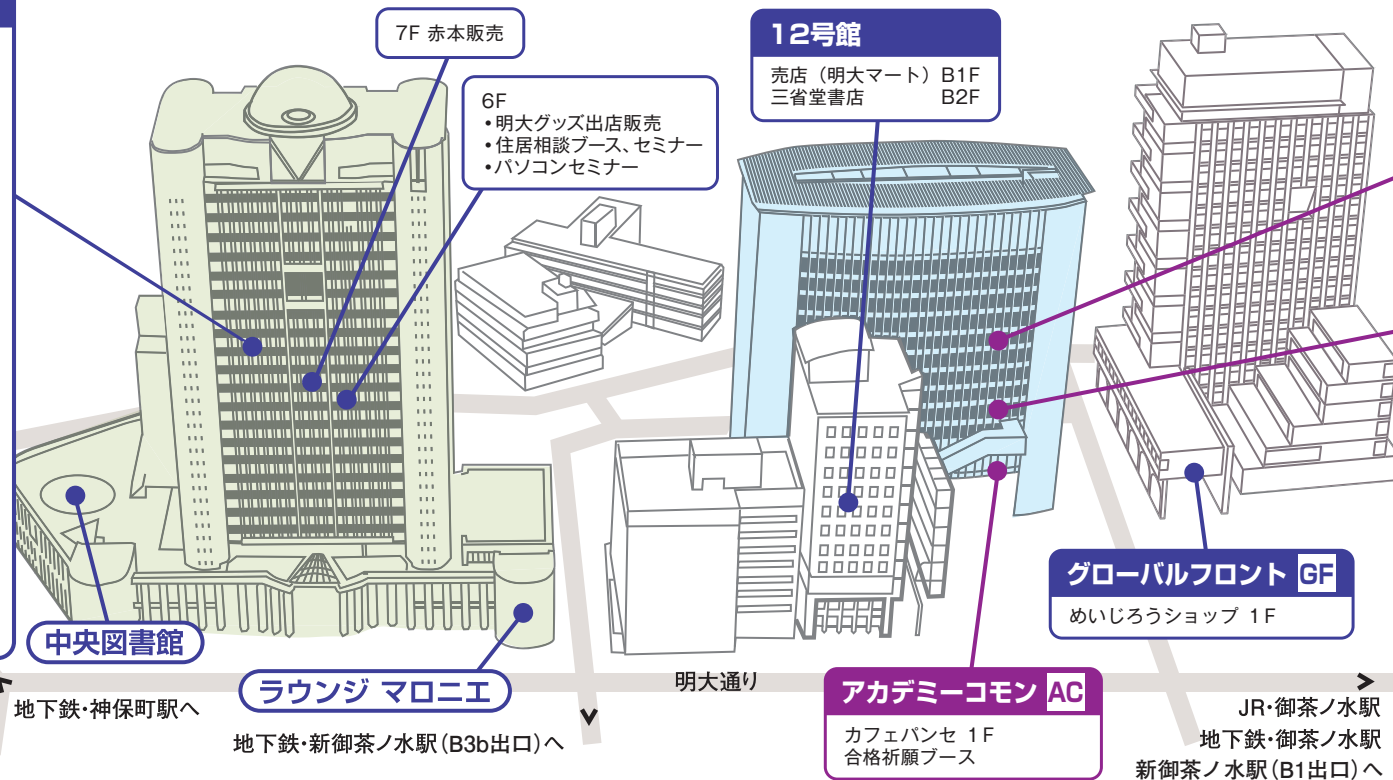 7F 赤本販売
6F
・明大グッズ出店販売
・住居相談ブース、セミナー
・パソコンセミナー
12号館
売店（明大マート） B1F
三省堂書店 B2F
中央図書館
ラウンジ マロニエ
グローバルフロント GF
めいじろうショップ 1F
アカデミーコモン AC
カフェパンセ 1F
合格祈願ブース
明大通り
地下鉄・神保町駅へ
地下鉄・新御茶ノ水駅（B3b出口）へ
JR・御茶ノ水駅
地下鉄・御茶ノ水駅
新御茶ノ水駅（B1出口）へ